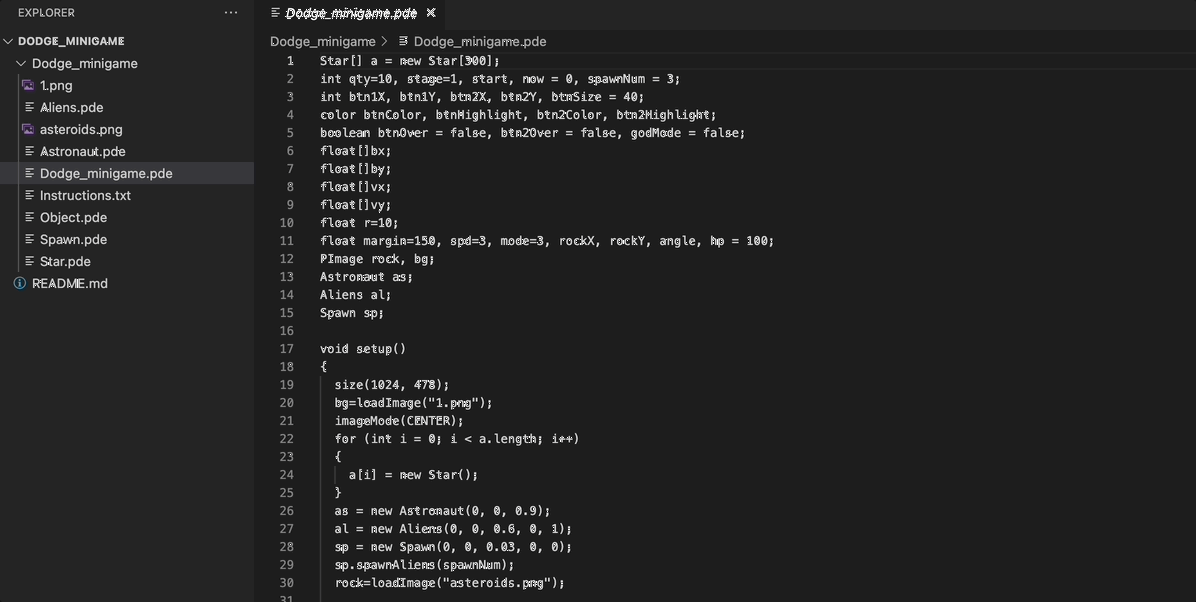 EXPLORER
DODGE_MINIGAME
Dodge_minigame
1.png
Aliens.pde
asteroids.png
Astronaut.pde
Dodge_minigame.pde
Instructions.txt
Object.pde
Spawn.pde
Star.pde
README.md
Dodge_minigame.pde
Dodge_minigame > Dodge_minigame.pde
1 Star[] a = new Star[300];
2 int qty=10, stage=1, start, now = 0, spawnNum = 3;
3 int btn1X, btn1Y, btn2X, btn2Y, btnSize = 40;
4 color btnColor, btnHighlight, btn2Color, btn2Highlight;
5 boolean btnOver = false, btn2Over = false, godMode = false;
6 float[]bx;
7 float[]by;
8 float[]vx;
9 float[]vy;
10 float r=10;
11 float margin=150, spd=3, mode=3, rockX, rockY, angle, hp = 100;
12 PImage rock, bg;
13 Astronaut as;
14 Aliens al;
15 Spawn sp;
16
17 void setup()
18 {
19 size(1024, 478);
20 bg=loadImage("1.png");
21 imageMode(CENTER);
22 for (int i = 0; i < a.length; i++)
23 {
24 a[i] = new Star();
25 }
26 as = new Astronaut(0, 0, 0.9);
27 al = new Aliens(0, 0, 0.6, 0, 1);
28 sp = new Spawn(0, 0, 0.03, 0, 0);
29 sp.spawnAliens(spawnNum);
30 rock=loadImage("asteroids.png");
31